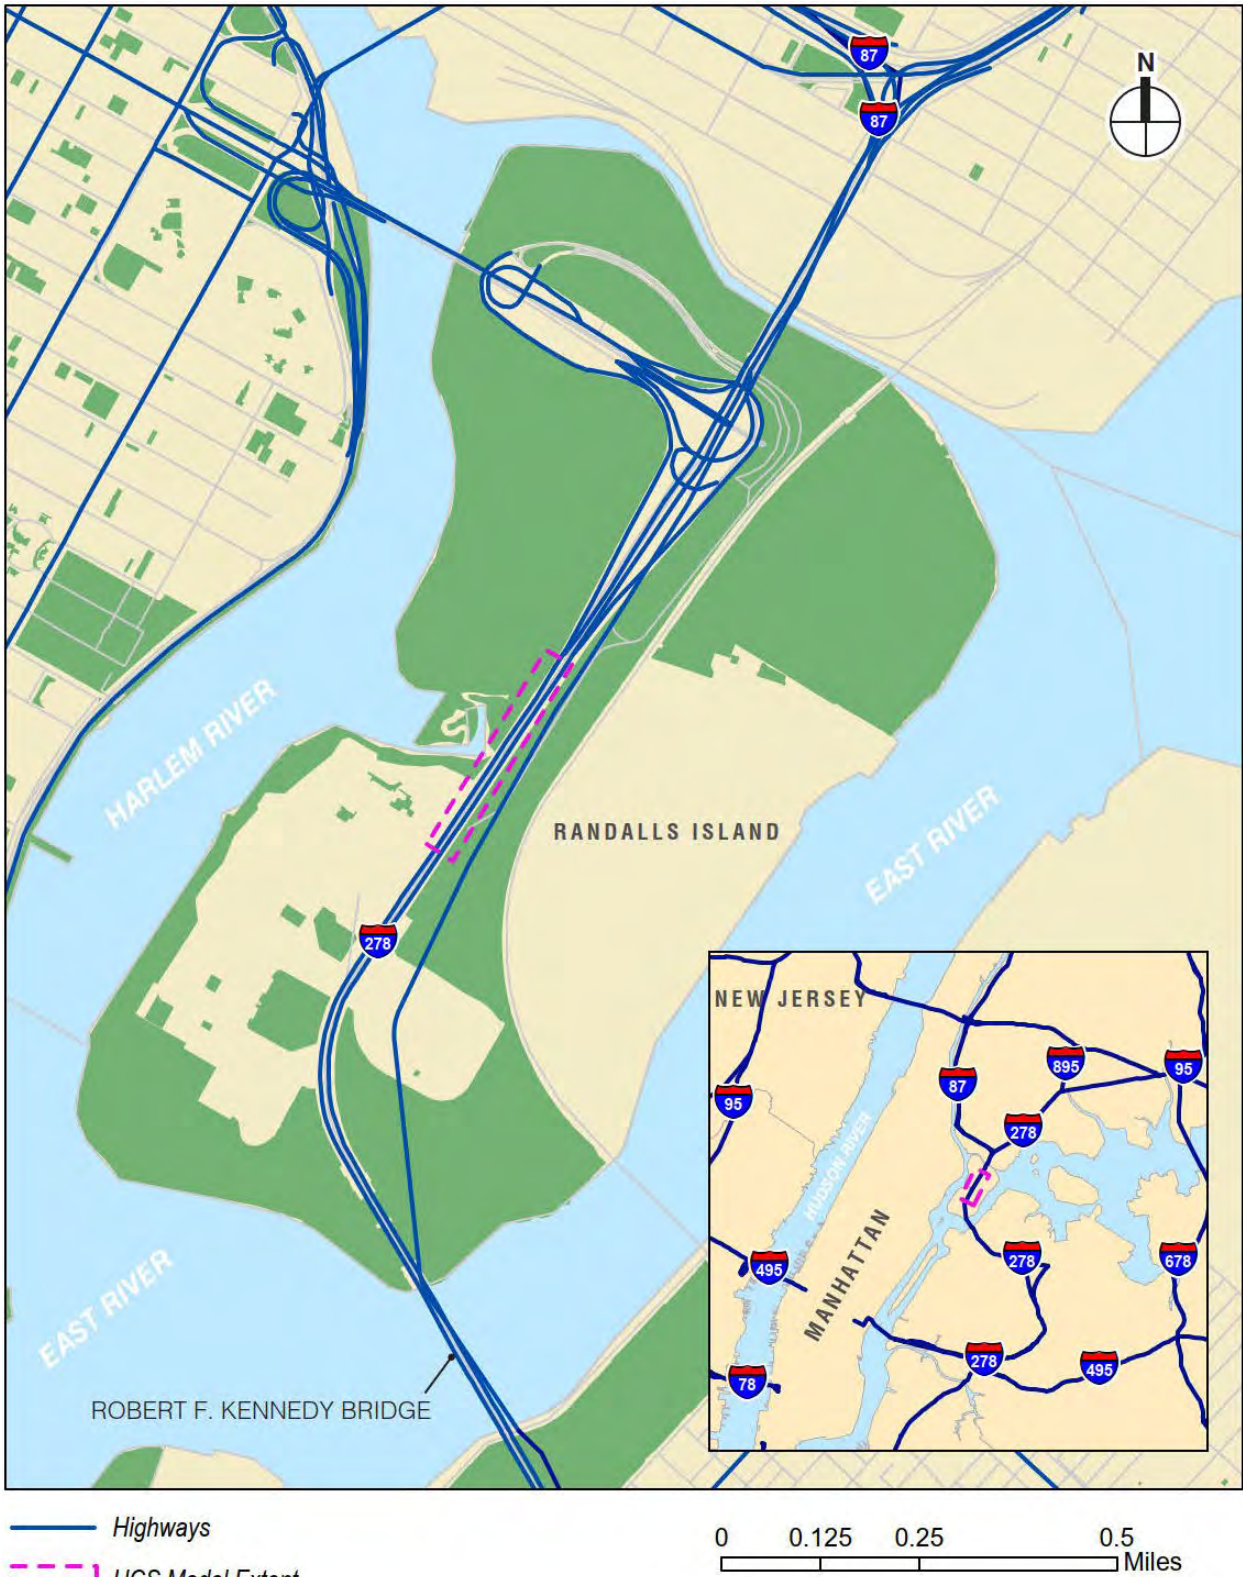 87
87
N
HARLEM RIVER
RANDALLS ISLAND
EAST RIVER
278
NEW JERSEY
895
95
87
95
278
HUDSON RIVER
MANHATTAN
495
278
678
278
495
78
EAST RIVER
ROBERT F. KENNEDY BRIDGE
Highways
0 0.125 0.25 0.5
Miles
Model Extent